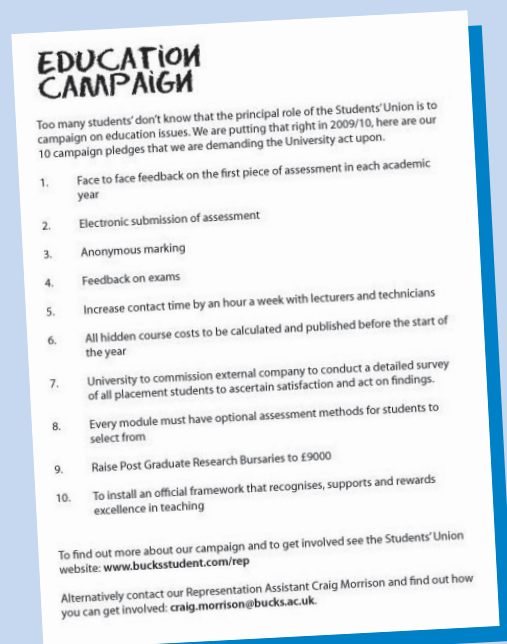 EDUCATION
CAMPAIGN
Too many students' don't know that the principal role of the Students' Union is to
campaign on education issues. We are putting that right in 2009/10, here are our
10 campaign pledges that we are demanding the University act upon.
1. Face to face feedback on the first piece of assessment in each academic
year
2. Electronic submission of assessment
3. Anonymous marking
4. Feedback on exams
5. Increase contact time by an hour a week with lecturers and technicians
6. All hidden course costs to be calculated and published before the start of
the year
7. University to commission external company to conduct a detailed survey
of all placement students to ascertain satisfaction and act on findings.
8. Every module must have optional assessment methods for students to
select from
9. Raise Post Graduate Research Bursaries to £9000
10. To install an official framework that recognises, supports and rewards
excellence in teaching
To find out more about our campaign and to get involved see the Students' Union
website: www.bucksstudent.com/rep
Alternatively contact our Representation Assistant Craig Morrison and find out how
you can get involved: craig.morrison@bucks.ac.uk.